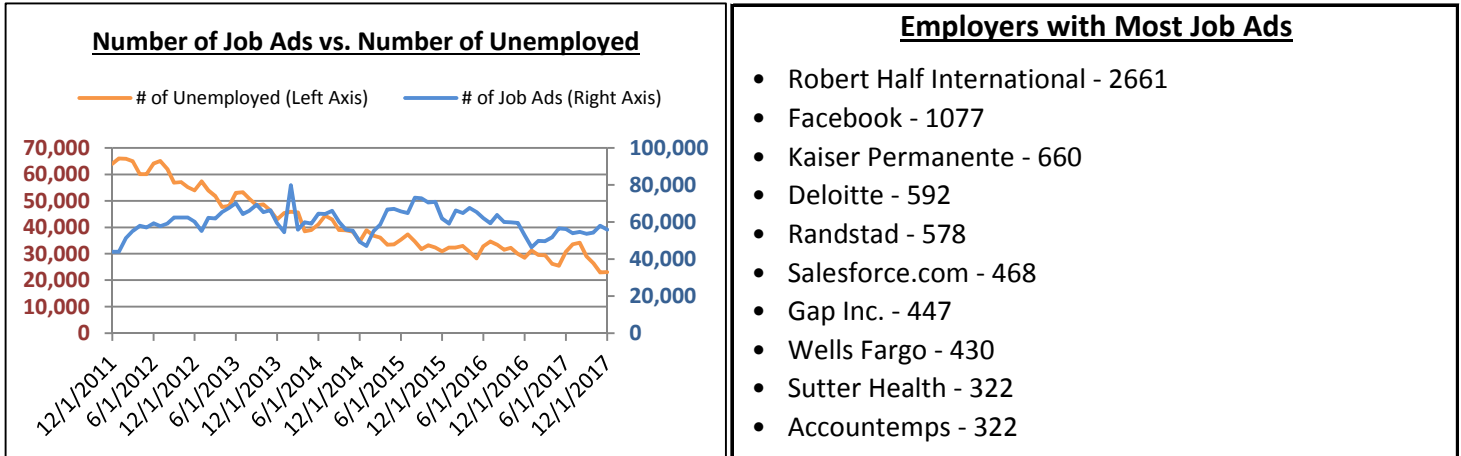 Number of Job Ads vs. Number of Unemployed
# of Unemployed (Left Axis) # of Job Ads (Right Axis)
70,000
60,000
50,000
40,000
30,000
20,000
10,000
0
100,000
80,000
60,000
40,000
20,000
0
12/1/2011
6/1/2012
12/1/2012
6/1/2013
12/1/2013
6/1/2014
12/1/2014
6/1/2015
12/1/2015
6/1/2016
12/1/2016
6/1/2017
12/1/2017
Employers with Most Job Ads
• Robert Half International - 2661
• Facebook - 1077
• Kaiser Permanente - 660
• Deloitte - 592
• Randstad - 578
• Salesforce.com - 468
• Gap Inc. - 447
• Wells Fargo - 430
• Sutter Health - 322
• Accountemps - 322